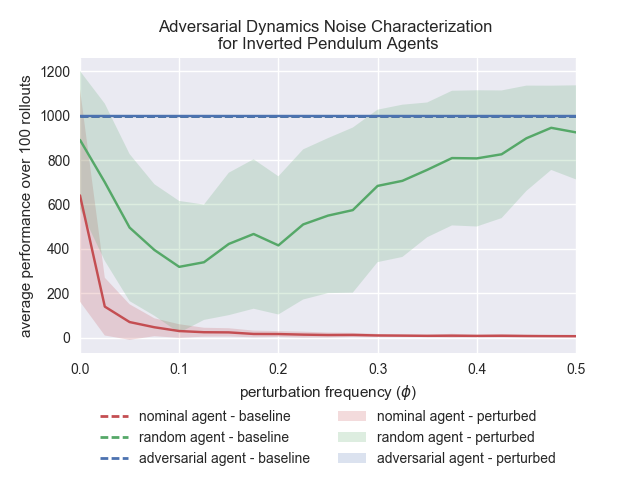 Adversarial Dynamics Noise Characterization
for Inverted Pendulum Agents
average performance over 100 rollouts
1200
1000
800
600
400
200
0
0.0 0.1 0.2 0.3 0.4 0.5
perturbation frequency (ϕ)
nominal agent - baseline nominal agent - perturbed
random agent - baseline random agent - perturbed
adversarial agent - baseline adversarial agent - perturbed